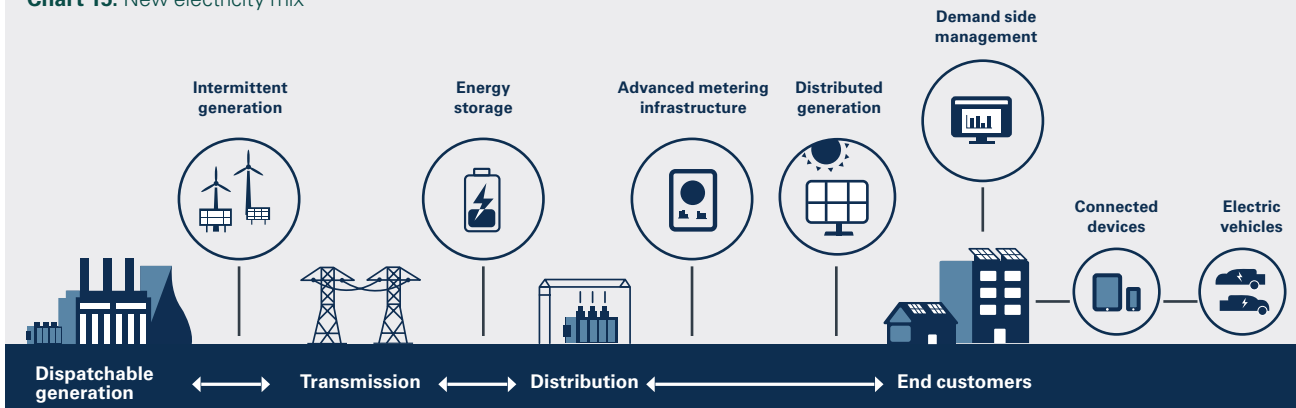 Chart 15: New electricity mix
Demand side
management
Intermittent
generation
Energy
storage
Advanced metering
infrastructure
Distributed
generation
Connected
devices
Electric
vehicles
Dispatchable
generation
Transmission
Distribution
End customers